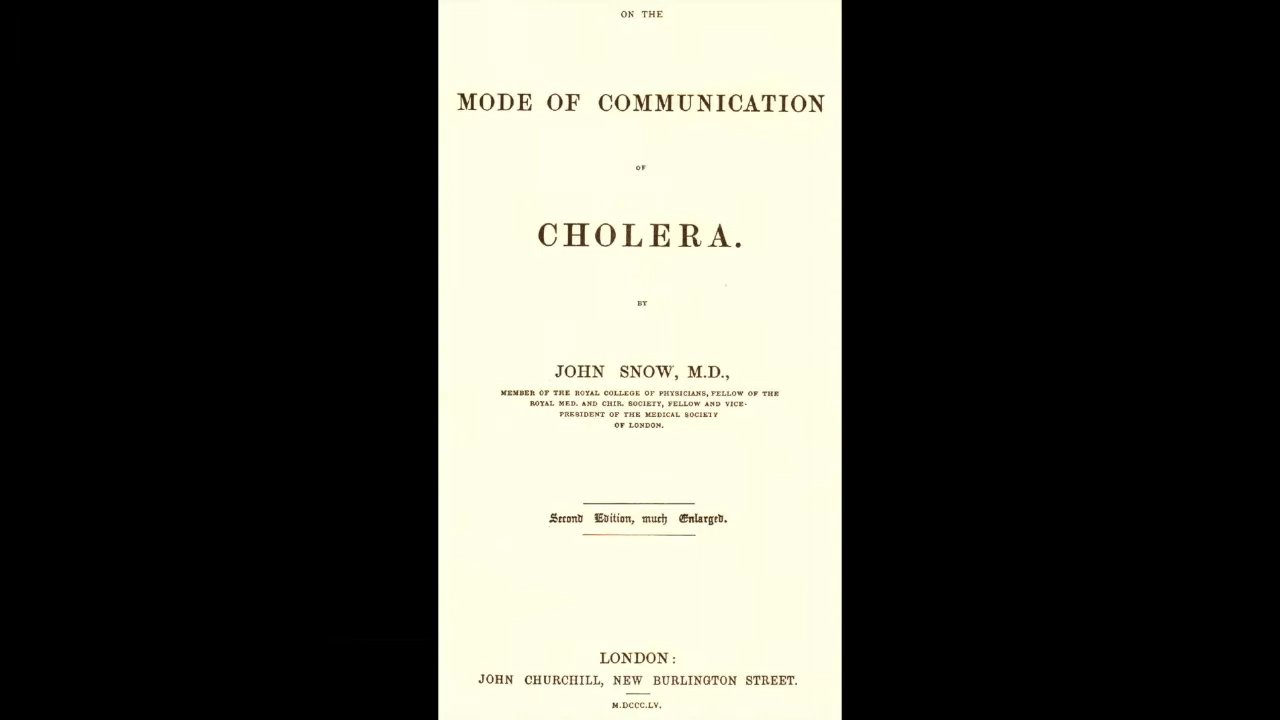 ON THE
MODE OF COMMUNICATION
OF
CHOLERA.
BY
JOHN SNOW, M.D.,
MEMBER OF THE ROYAL COLLEGE OF PHYSICIANS, FELLOW OF THE
ROYAL MED. AND CHIR. SOCIETY, FELLOW AND VICE-
PRESIDENT OF THE MEDICAL SOCIETY
OF LONDON.
Second Edition, much Enlarged.
LONDON:
JOHN CHURCHILL, NEW BURLINGTON STREET.
M.DCCC.LV.